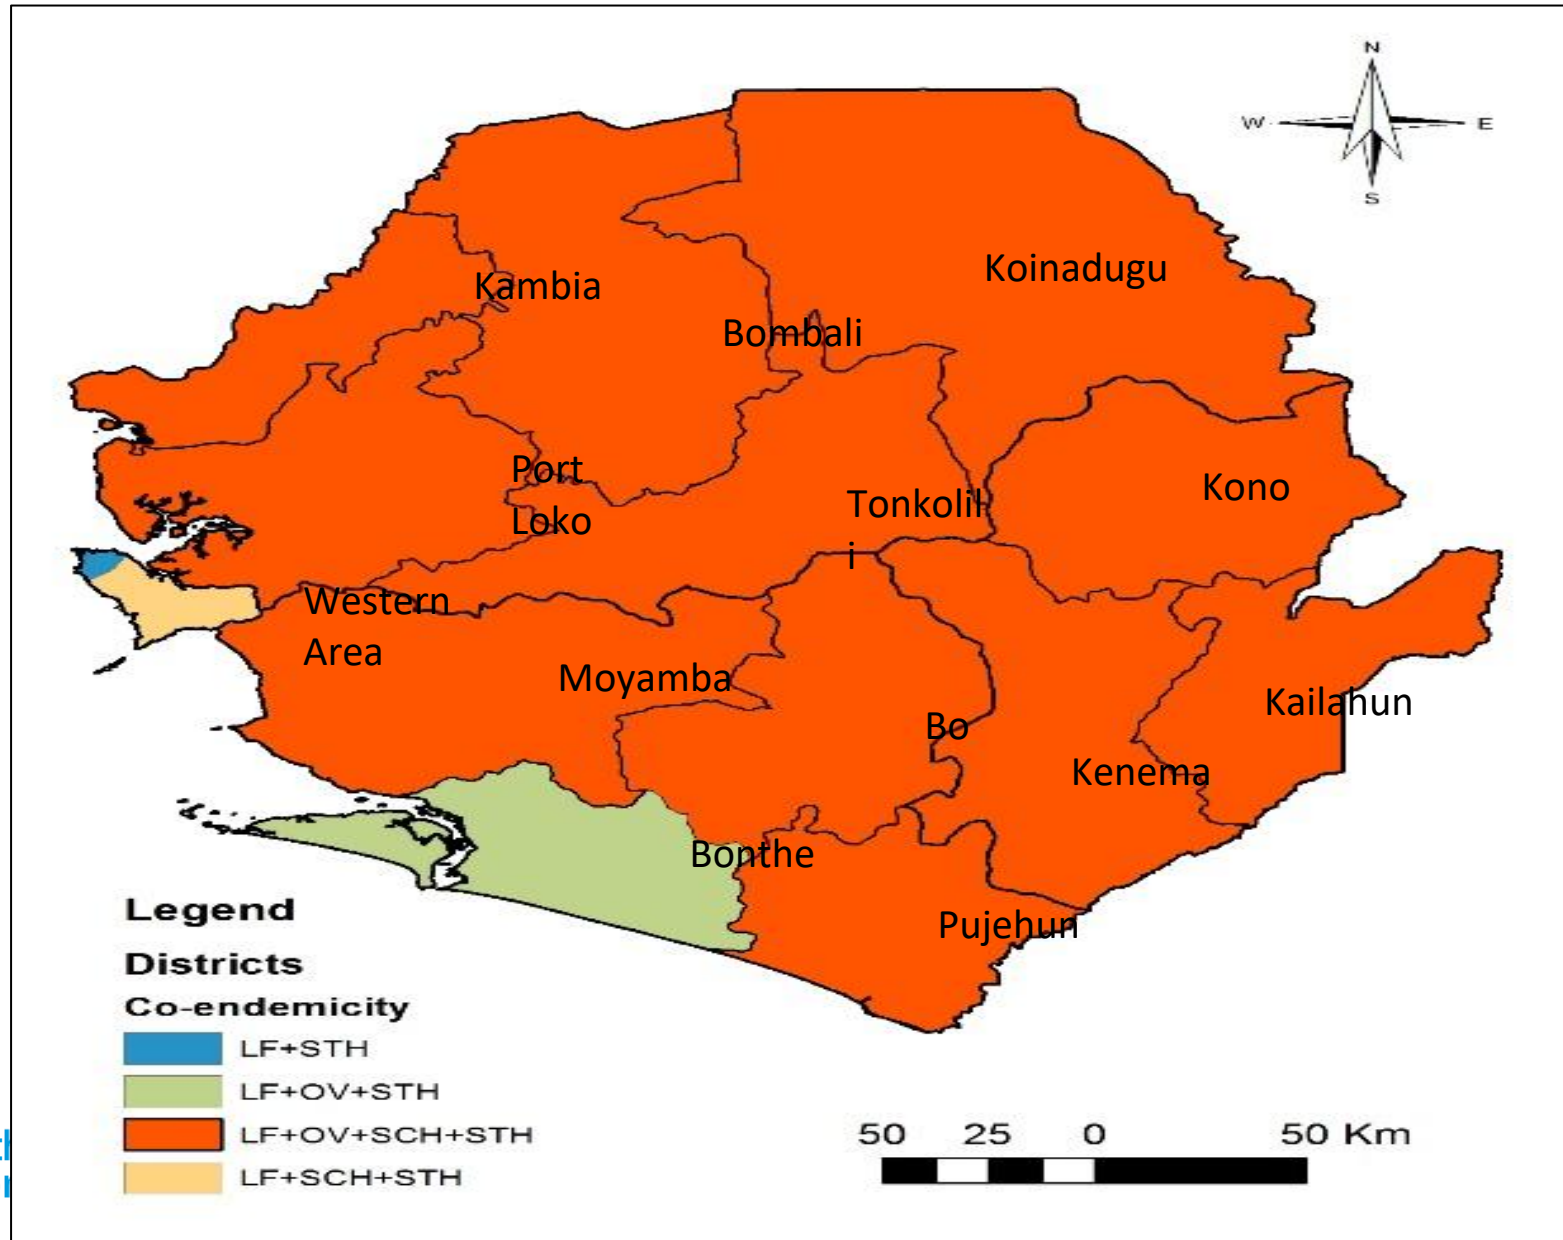 N
W E
S
Koinadugu
Kambia
Bombali
Port
Loko
Kono
Tonkolil
i
Western
Area
Moyamba
Kailahun
Bo
Kenema
Bonthe
Pujehun
Legend
Districts
Co-endemicity
LF+STH
LF+OV+STH
LF+OV+SCH+STH
LF+SCH+STH
50 25 0 50 Km